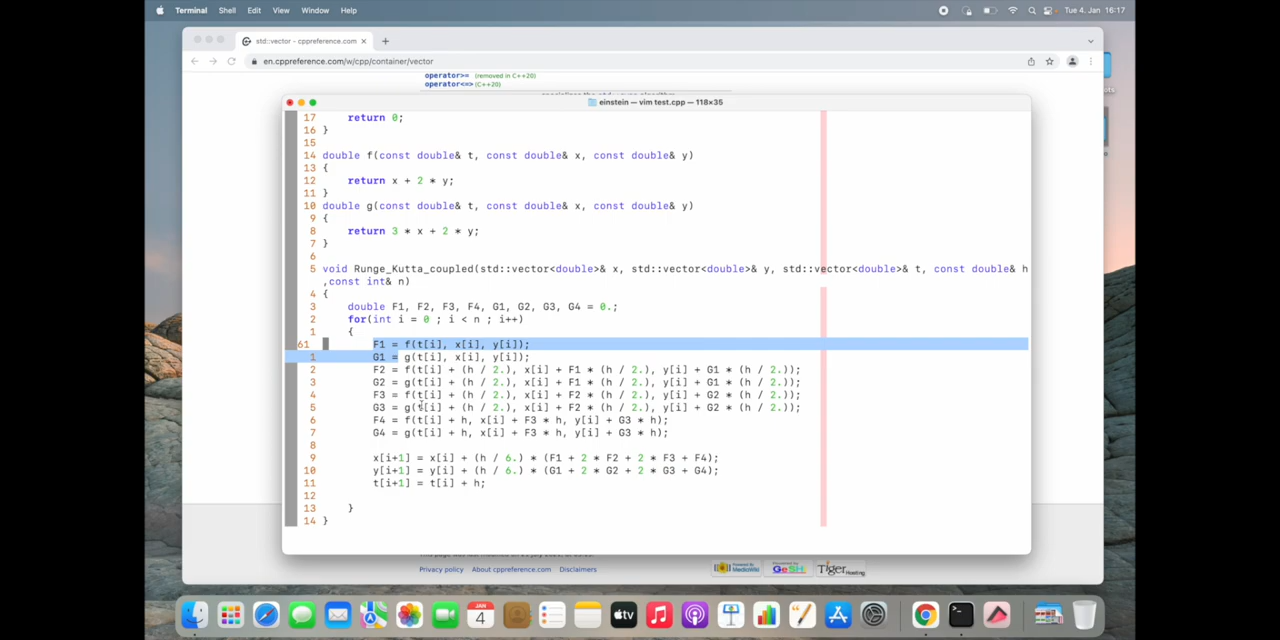 Terminal Shell Edit View Window Help Tue 4. Jan 16:17
std::vector - cppreference.com
en.cppreference.com/w/cpp/container/vector
operator>= (removed in C++20)
operator<=> (C++20)
einstein — vim test.cpp — 118×35
17 return 0;
16 }
15
14 double f(const double& t, const double& x, const double& y)
13 {
12 return x + 2 * y;
11 }
10 double g(const double& t, const double& x, const double& y)
9 {
8 return 3 * x + 2 * y;
7 }
6
5 void Runge_Kutta_coupled(std::vector<double>& x, std::vector<double>& y, std::vector<double>& t, const double& h
,const int& n)
4 {
3 double F1, F2, F3, F4, G1, G2, G3, G4 = 0.;
2 for(int i = 0 ; i < n ; i++)
1 {
61 F1 = f(t[i], x[i], y[i]);
1 G1 = g(t[i], x[i], y[i]);
2 F2 = f(t[i] + (h / 2.), x[i] + F1 * (h / 2.), y[i] + G1 * (h / 2.));
3 G2 = g(t[i] + (h / 2.), x[i] + F1 * (h / 2.), y[i] + G1 * (h / 2.));
4 F3 = f(t[i] + (h / 2.), x[i] + F2 * (h / 2.), y[i] + G2 * (h / 2.));
5 G3 = g(t[i] + (h / 2.), x[i] + F2 * (h / 2.), y[i] + G2 * (h / 2.));
6 F4 = f(t[i] + h, x[i] + F3 * h, y[i] + G3 * h);
7 G4 = g(t[i] + h, x[i] + F3 * h, y[i] + G3 * h);
8
9 x[i+1] = x[i] + (h / 6.) * (F1 + 2 * F2 + 2 * F3 + F4);
10 y[i+1] = y[i] + (h / 6.) * (G1 + 2 * G2 + 2 * G3 + G4);
11 t[i+1] = t[i] + h;
12
13 }
14 }
Privacy policy About cppreference.com Disclaimers
MediaWiki GeSHi Tiger Hosting
JAN
4
tv